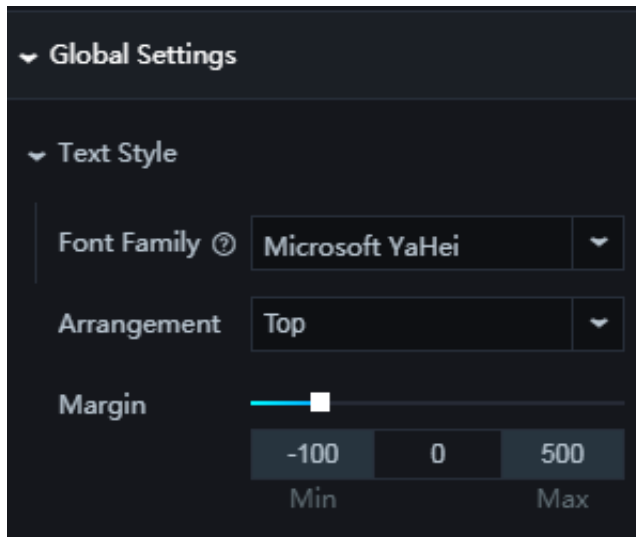 Global Settings
Text Style
Font Family ? Microsoft YaHei
Arrangement Top
Margin
-100 0 500
Min Max